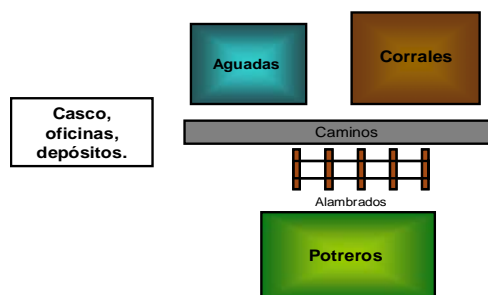 Aguadas
Corrales
Casco,
oficinas,
depósitos.
Caminos
Alambrados
Potreros